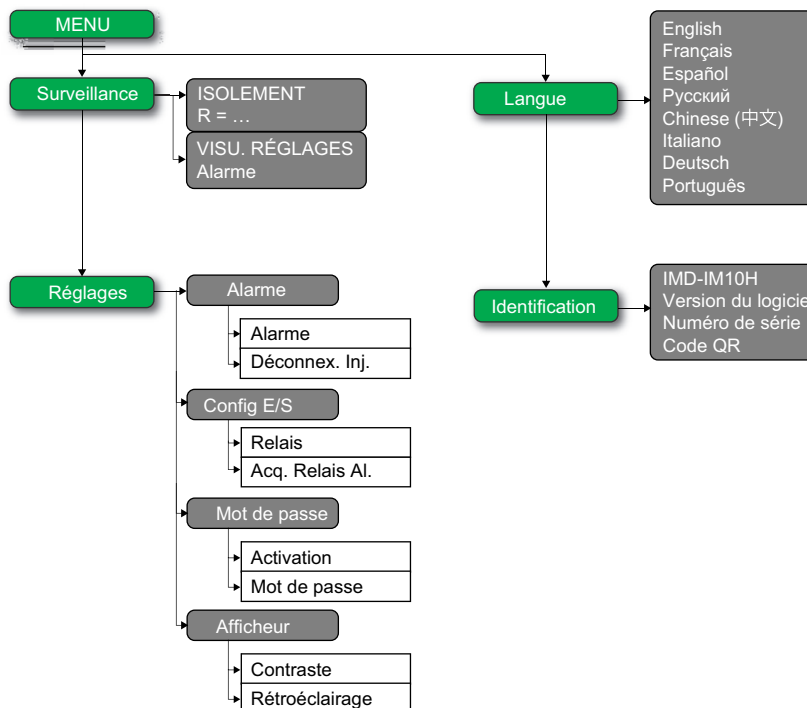 MENU
Surveillance
ISOLEMENT
R = ...
VISU. RÉGLAGES
Alarme
Réglages
Alarme
Alarme
Déconnex. Inj.
Config E/S
Relais
Acq. Relais Al.
Mot de passe
Activation
Mot de passe
Afficheur
Contraste
Rétroéclairage
Langue
English
Français
Español
Русский
Chinese (中文)
Italiano
Deutsch
Português
Identification
IMD-IM10H
Version du logicie
Numéro de série
Code QR